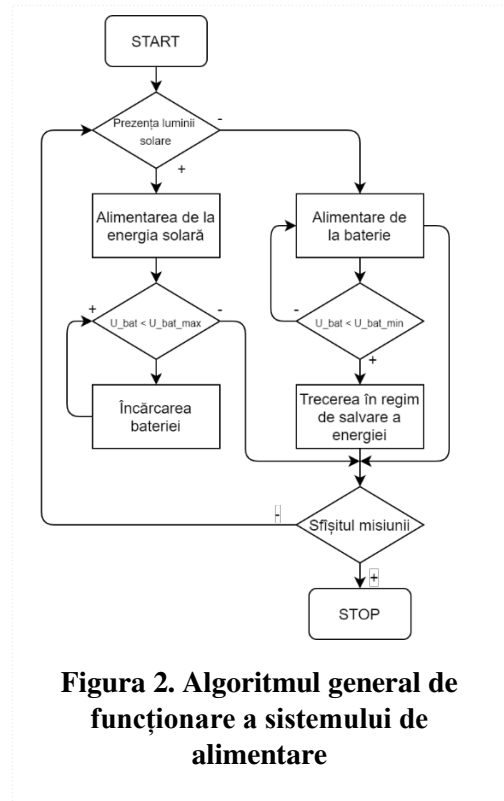 START
Prezența luminii
solare
-
+
Alimentarea de la
energia solară
Alimentare de
la baterie
+
U_bat < U_bat_max
-
-
U_bat < U_bat_min
+
Încărcarea
bateriei
Trecerea în regim
de salvare a
energiei
-
Sfîșitul misiunii
+
STOP
Figura 2. Algoritmul general de
funcționare a sistemului de
alimentare